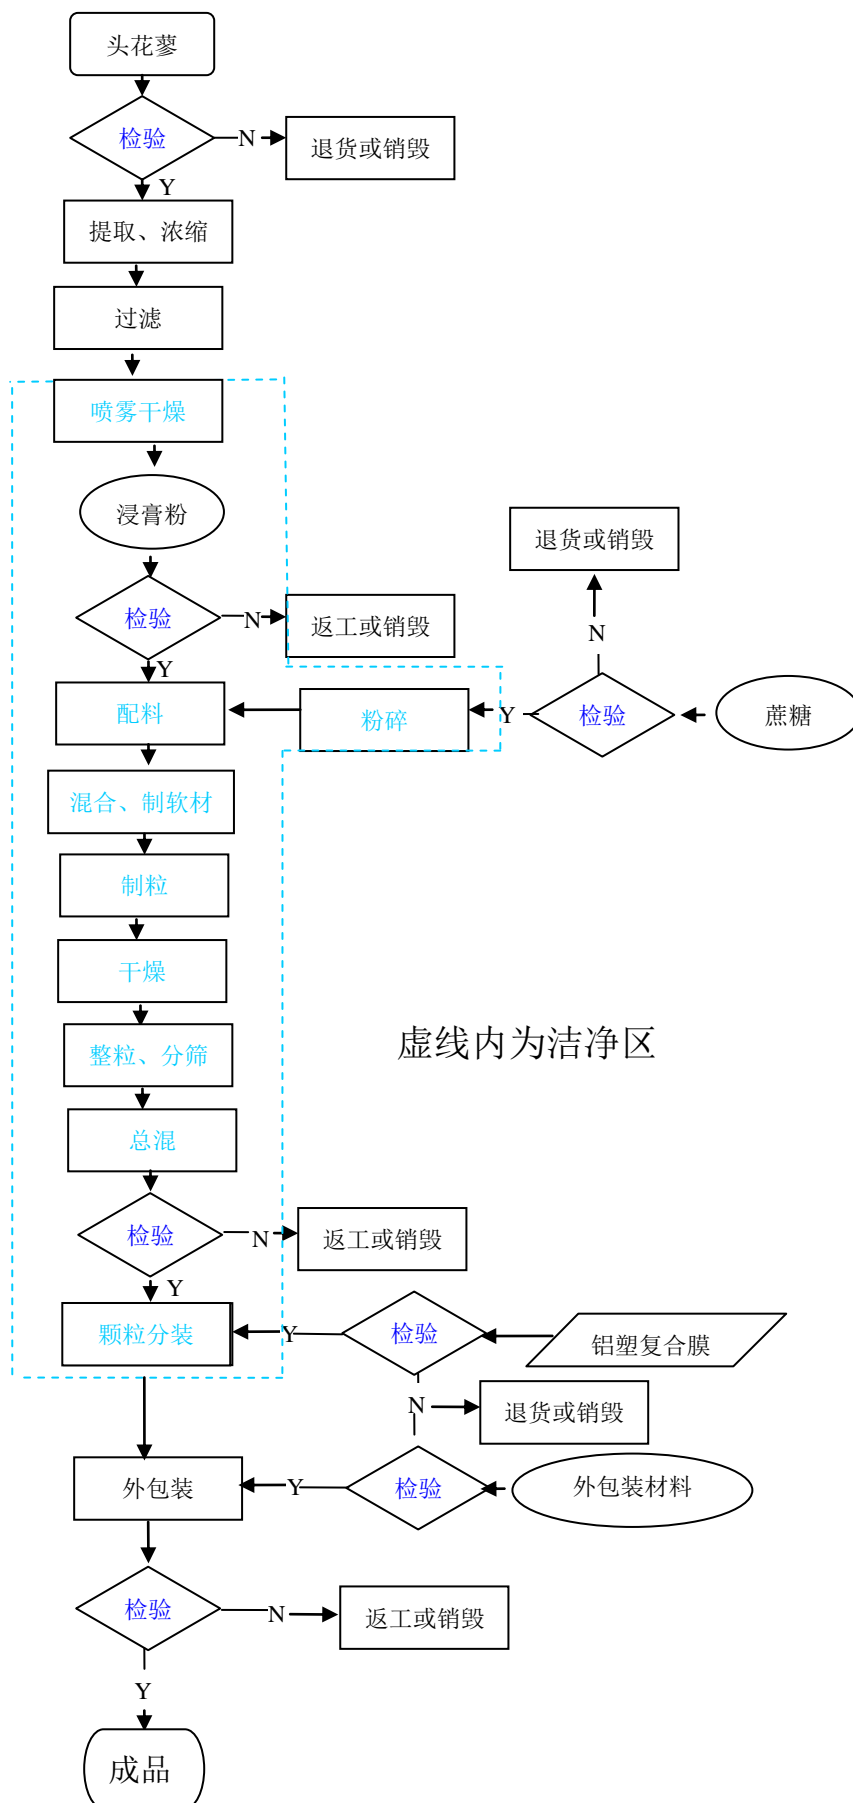 头花蓼
检验
N
退货或销毁
Y
提取、浓缩
过滤
喷雾干燥
浸膏粉
退货或销毁
检验
N
返工或销毁
N
Y
配料
粉碎
Y
检验
蔗糖
混合、制软材
制粒
干燥
虚线内为洁净区
整粒、分筛
总混
检验
N
返工或销毁
Y
颗粒分装
Y
检验
铝塑复合膜
N
退货或销毁
外包装
Y
检验
外包装材料
检验
N
返工或销毁
Y
成品